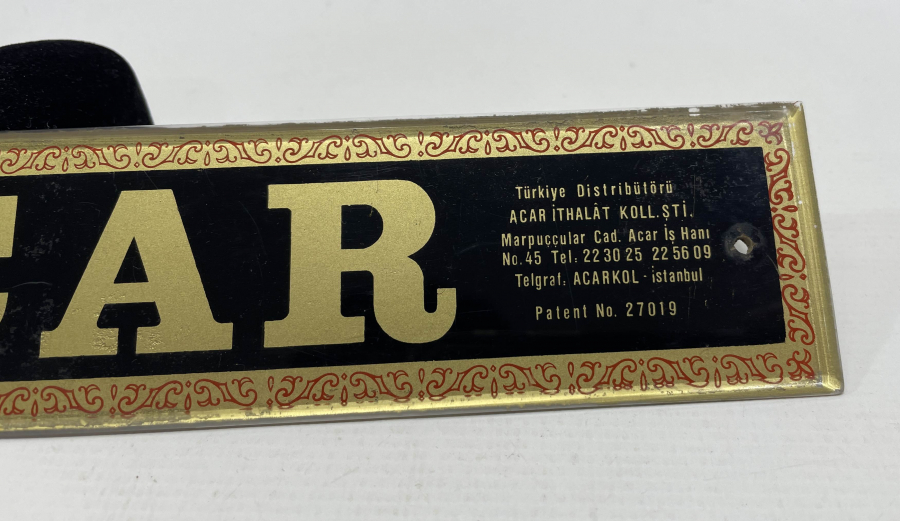 CAR
Türkiye Distribütörü
ACAR İTHALÂT KOLL.ŞTİ.
Marpuççular Cad. Acar İş Hanı
No.45 Tel: 22 30 25 22 56 09
Telgraf: ACARKOL - istanbul
Patent No. 27019